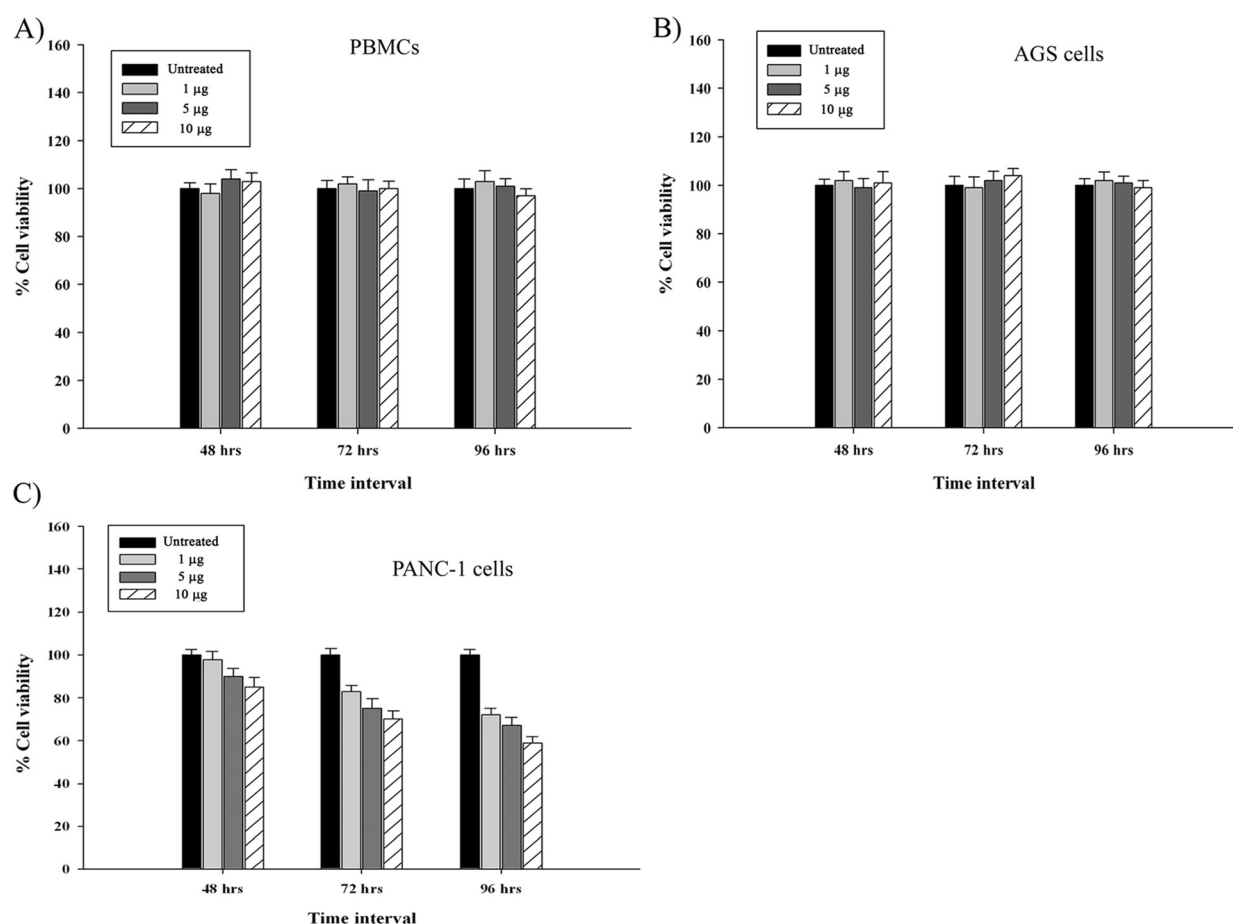 A)
PBMCs
160
140
120
100
80
60
40
20
0
% Cell viability
Untreated
1 µg
5 µg
10 µg
48 hrs
72 hrs
96 hrs
Time interval
B)
AGS cells
160
140
120
100
80
60
40
20
0
% Cell viability
Untreated
1 µg
5 µg
10 µg
48 hrs
72 hrs
96 hrs
Time interval
C)
PANC-1 cells
160
140
120
100
80
60
40
20
0
% Cell viability
Untreated
1 µg
5 µg
10 µg
48 hrs
72 hrs
96 hrs
Time interval